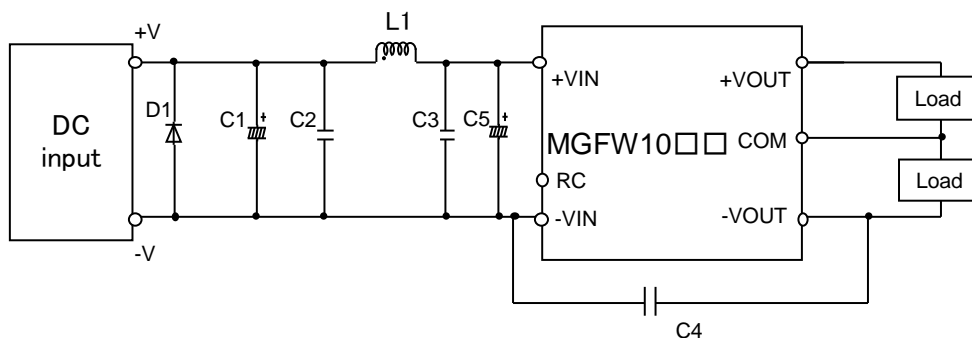 +V
L1
+VIN
+VOUT
Load
D1
C1
+
C2
C3
C5
+
DC
input
MGFW10□□
COM
RC
Load
-VIN
-VOUT
-V
C4